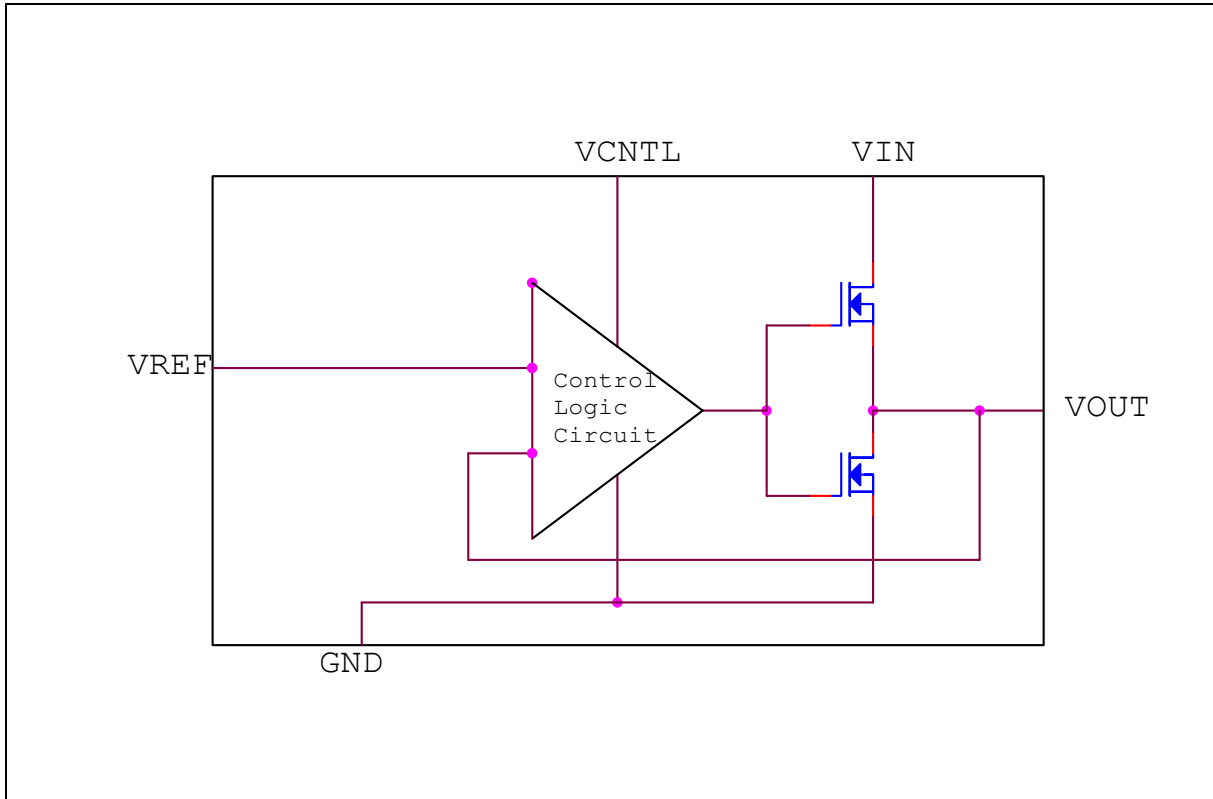 VCNTL
VIN
VREF
Control
Logic
Circuit
VOUT
GND